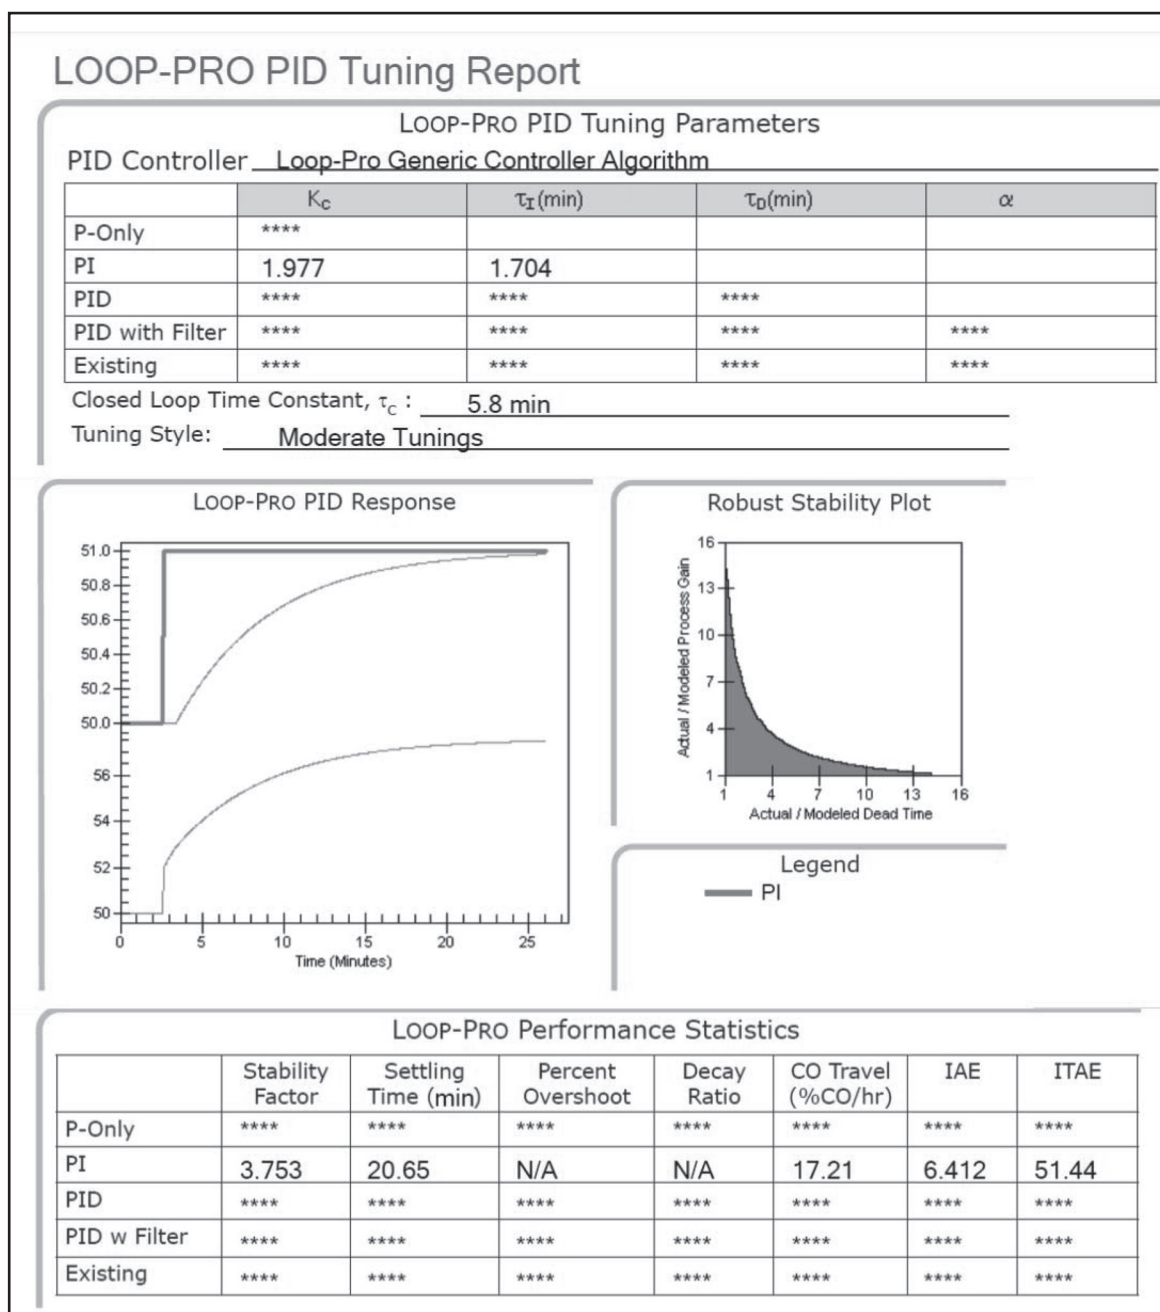 LOOP-PRO PID Tuning Report
LOOP-PRO PID Tuning Parameters
PID Controller Loop-Pro Generic Controller Algorithm
Kc τI(min) τD(min) α
P-Only ****
PI 1.977 1.704
PID **** **** ****
PID with Filter **** **** **** ****
Existing **** **** **** ****
Closed Loop Time Constant, τc : 5.8 min
Tuning Style: Moderate Tunings
LOOP-PRO PID Response
51.0
50.8
50.6
50.4
50.2
50.0
56
54
52
50
0 5 10 15 20 25
Time (Minutes)
Robust Stability Plot
Actual / Modeled Process Gain
16
13
10
7
4
1
1 4 7 10 13 16
Actual / Modeled Dead Time
Legend
PI
LOOP-PRO Performance Statistics
Stability Factor Settling Time (min) Percent Overshoot Decay Ratio CO Travel (%CO/hr) IAE ITAE
P-Only **** **** **** **** **** **** ****
PI 3.753 20.65 N/A N/A 17.21 6.412 51.44
PID **** **** **** **** **** **** ****
PID w Filter **** **** **** **** **** **** ****
Existing **** **** **** **** **** **** ****